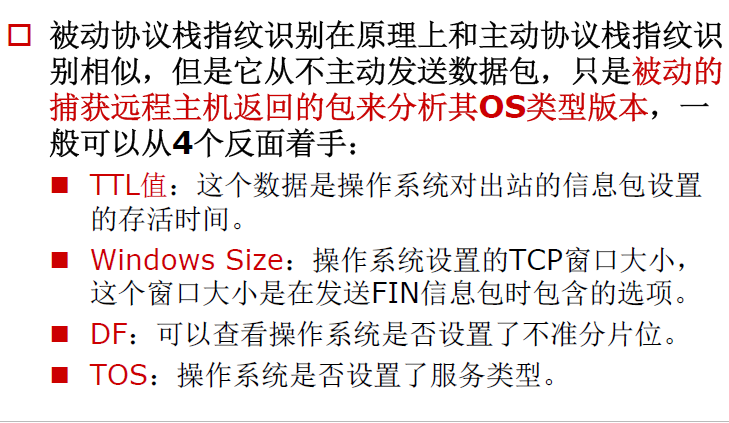 被动协议栈指纹识别在原理上和主动协议栈指纹识
别相似，但是它从不主动发送数据包，只是被动的
捕获远程主机返回的包来分析其OS类型版本，一
般可以从4个反面着手：
TTL值：这个数据是操作系统对出站的信息包设置
的存活时间。
Windows Size：操作系统设置的TCP窗口大小，
这个窗口大小是在发送FIN信息包时包含的选项。
DF：可以查看操作系统是否设置了不准分片位。
TOS：操作系统是否设置了服务类型。